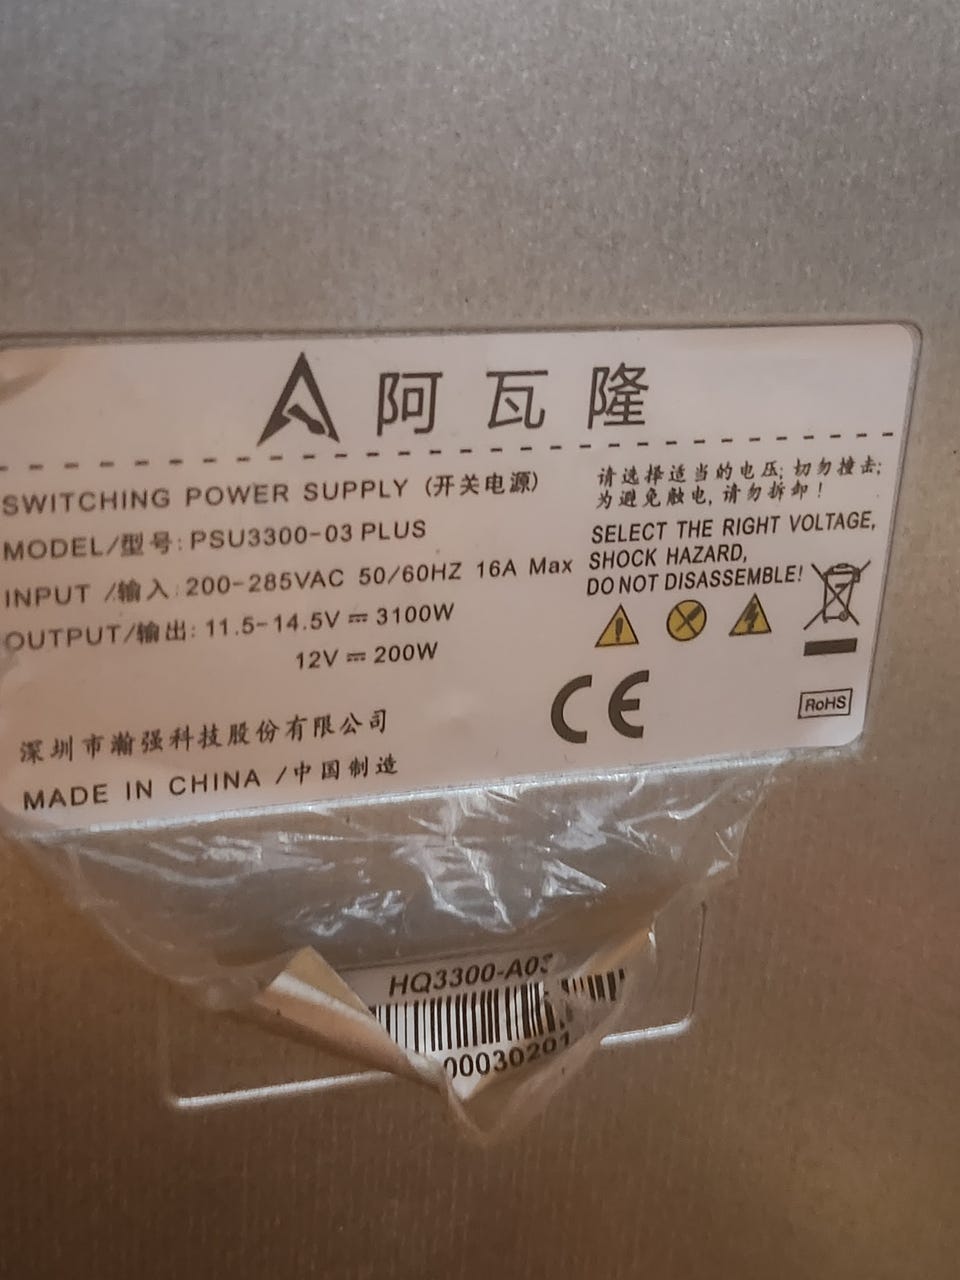 阿瓦隆
SWITCHING POWER SUPPLY (开关电源)
MODEL/型号: PSU3300-03 PLUS
INPUT /输入: 200-285VAC 50/60HZ 16A Max
OUTPUT/输出: 11.5-14.5V ⎓ 3100W
12V ⎓ 200W
深圳市瀚强科技股份有限公司
MADE IN CHINA /中国制造
请选择适当的电压; 切勿撞击;
为避免触电, 请勿拆卸!
SELECT THE RIGHT VOLTAGE,
SHOCK HAZARD,
DO NOT DISASSEMBLE!
CE
RoHS
HQ3300-A03
00030201